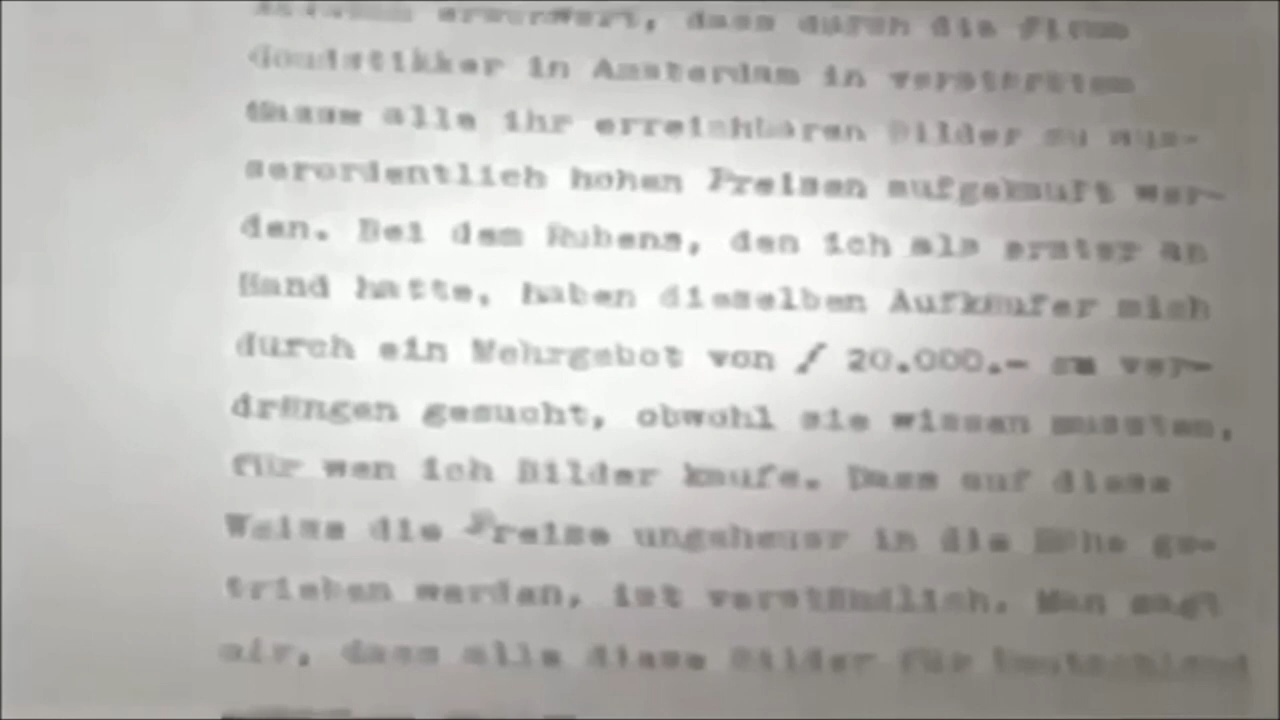 erschwert, dass durch die Firma
Goudstikker in Amsterdam in verstärktem
Masse alle ihr erreichbaren Bilder zu aus-
serordentlich hohen Preisen aufgekauft wer-
den. Bei dem Rubens, den ich als erster an
Hand hatte, haben dieselben Aufkäufer mich
durch ein Mehrgebot von f 20.000.- zu ver-
drängen gesucht, obwohl sie wissen mussten,
für wen ich Bilder kaufe. Dass auf diese
Weise die Preise ungeheuer in die Höhe ge-
trieben werden, ist verständlich. Man sagt
mir, dass alle diese Bilder für Deutschland